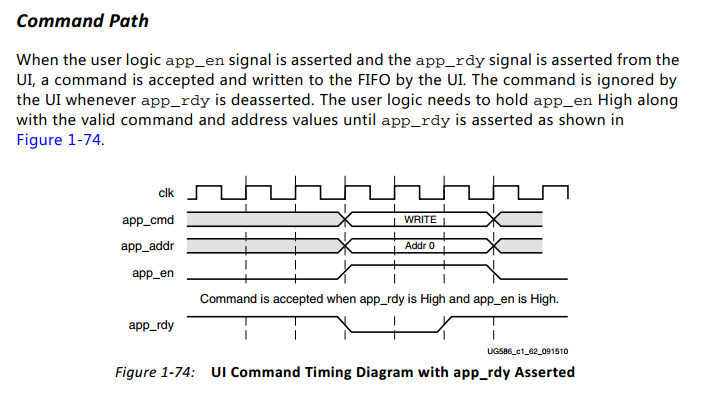 Command Path
When the user logic app_en signal is asserted and the app_rdy signal is asserted from the
UI, a command is accepted and written to the FIFO by the UI. The command is ignored by
the UI whenever app_rdy is deasserted. The user logic needs to hold app_en High along
with the valid command and address values until app_rdy is asserted as shown in
Figure 1-74.
clk
app_cmd WRITE
app_addr Addr 0
app_en
Command is accepted when app_rdy is High and app_en is High.
app_rdy
UG586_c1_62_091510
Figure 1-74: UI Command Timing Diagram with app_rdy Asserted